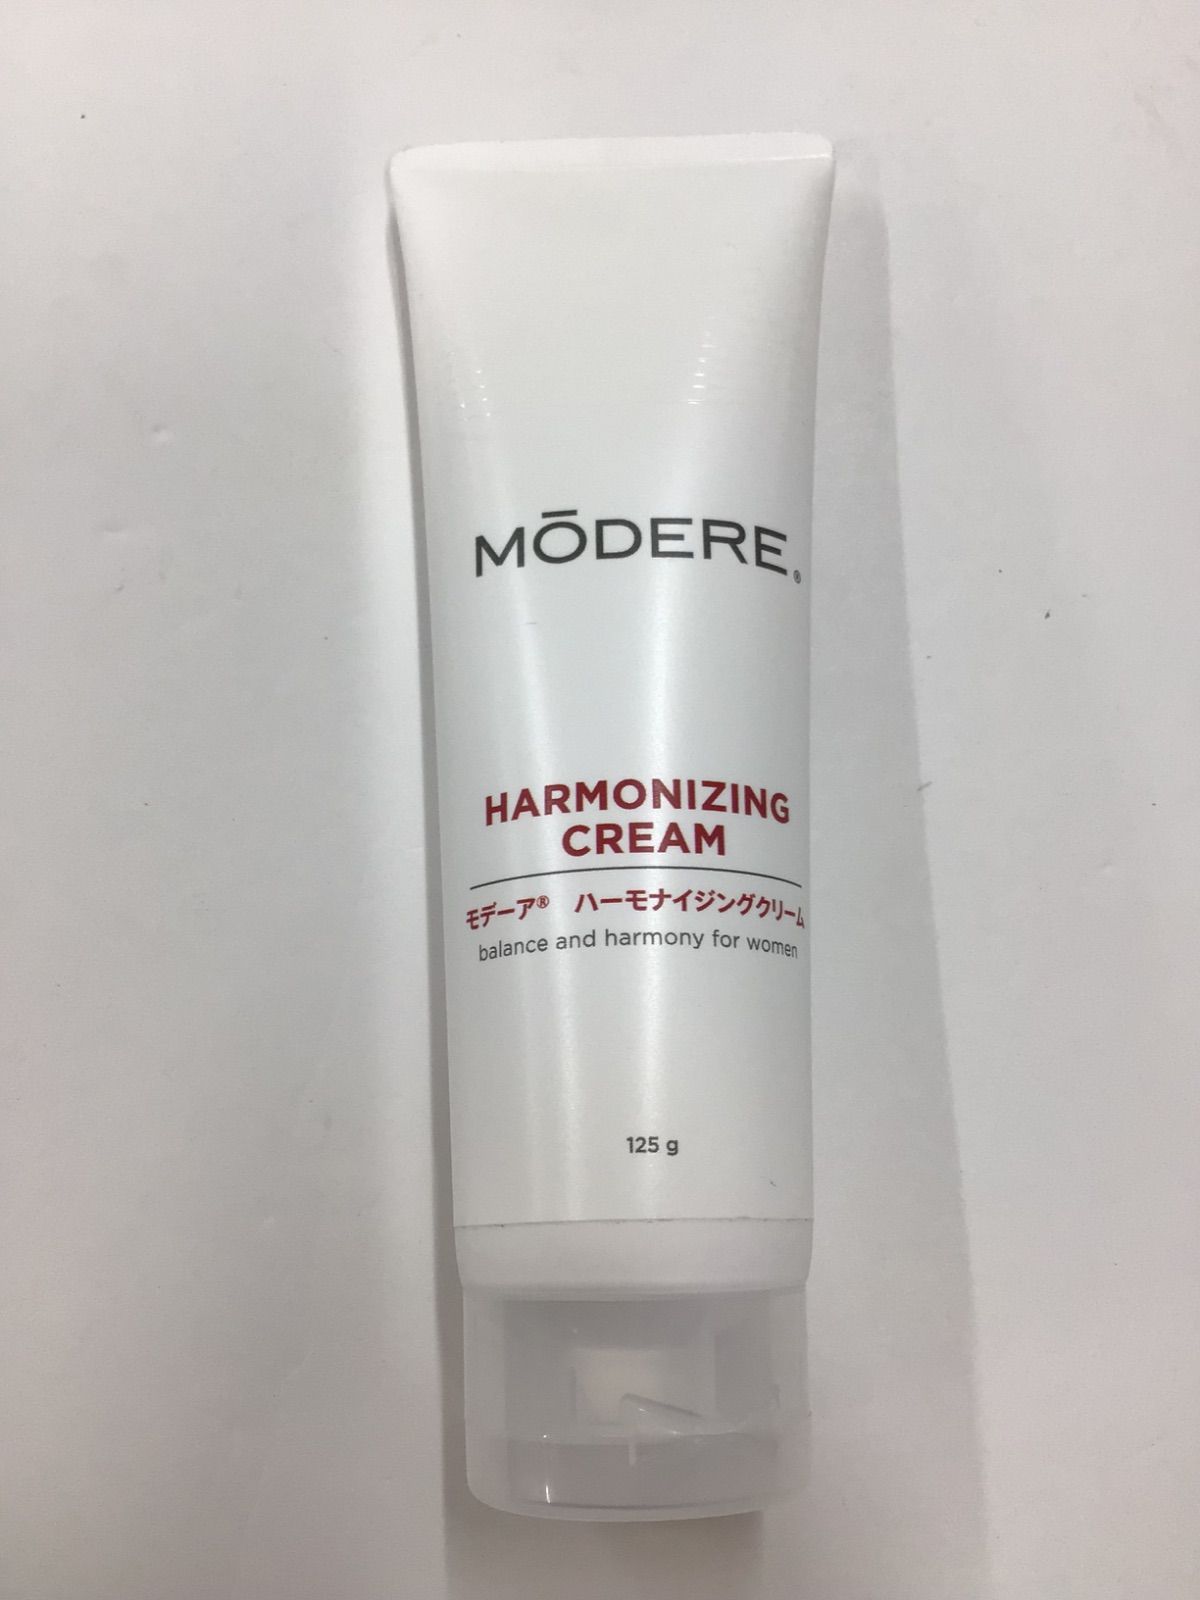 MŌDERE®
HARMONIZING
CREAM
モデーア® ハーモナイジングクリーム
balance and harmony for women
125 g